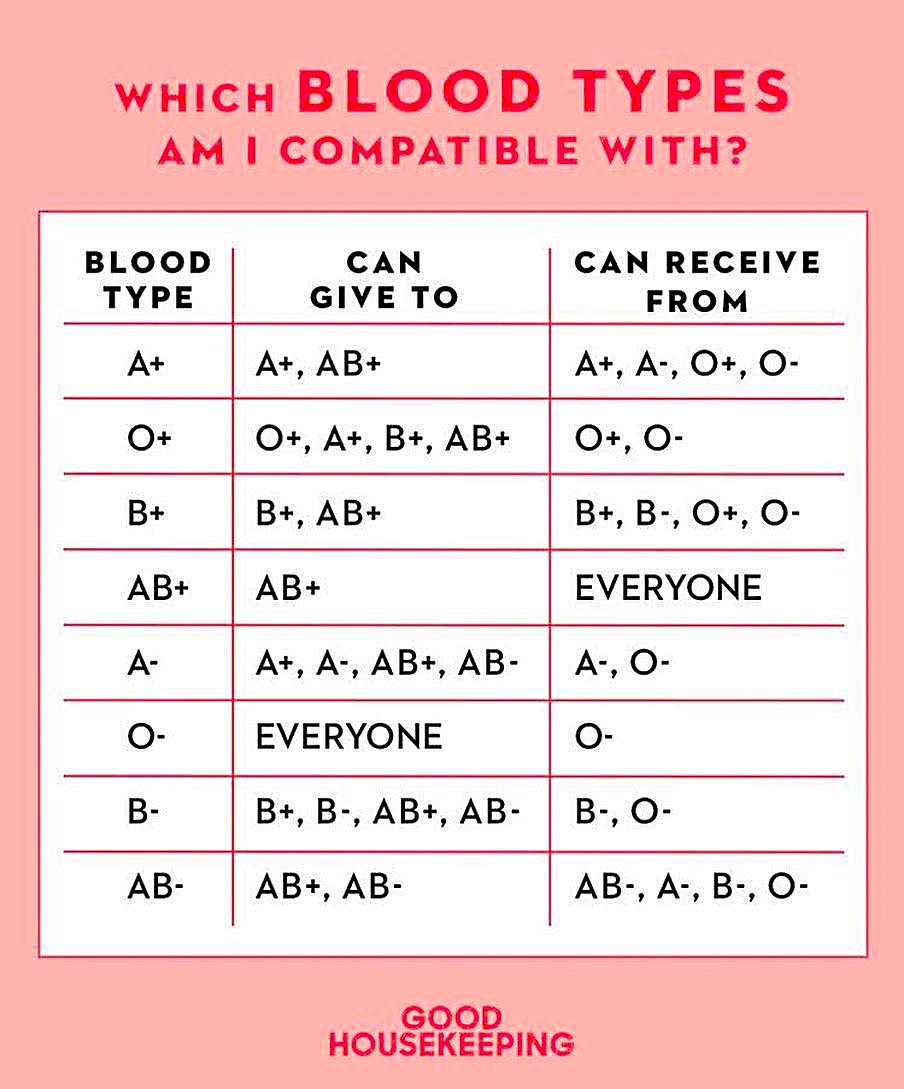 WHICH BLOOD TYPES
AM I COMPATIBLE WITH?
BLOOD TYPE CAN GIVE TO CAN RECEIVE FROM
A+ A+, AB+ A+, A-, O+, O-
O+ O+, A+, B+, AB+ O+, O-
B+ B+, AB+ B+, B-, O+, O-
AB+ AB+ EVERYONE
A- A+, A-, AB+, AB- A-, O-
O- EVERYONE O-
B- B+, B-, AB+, AB- B-, O-
AB- AB+, AB- AB-, A-, B-, O-
GOOD
HOUSEKEEPING